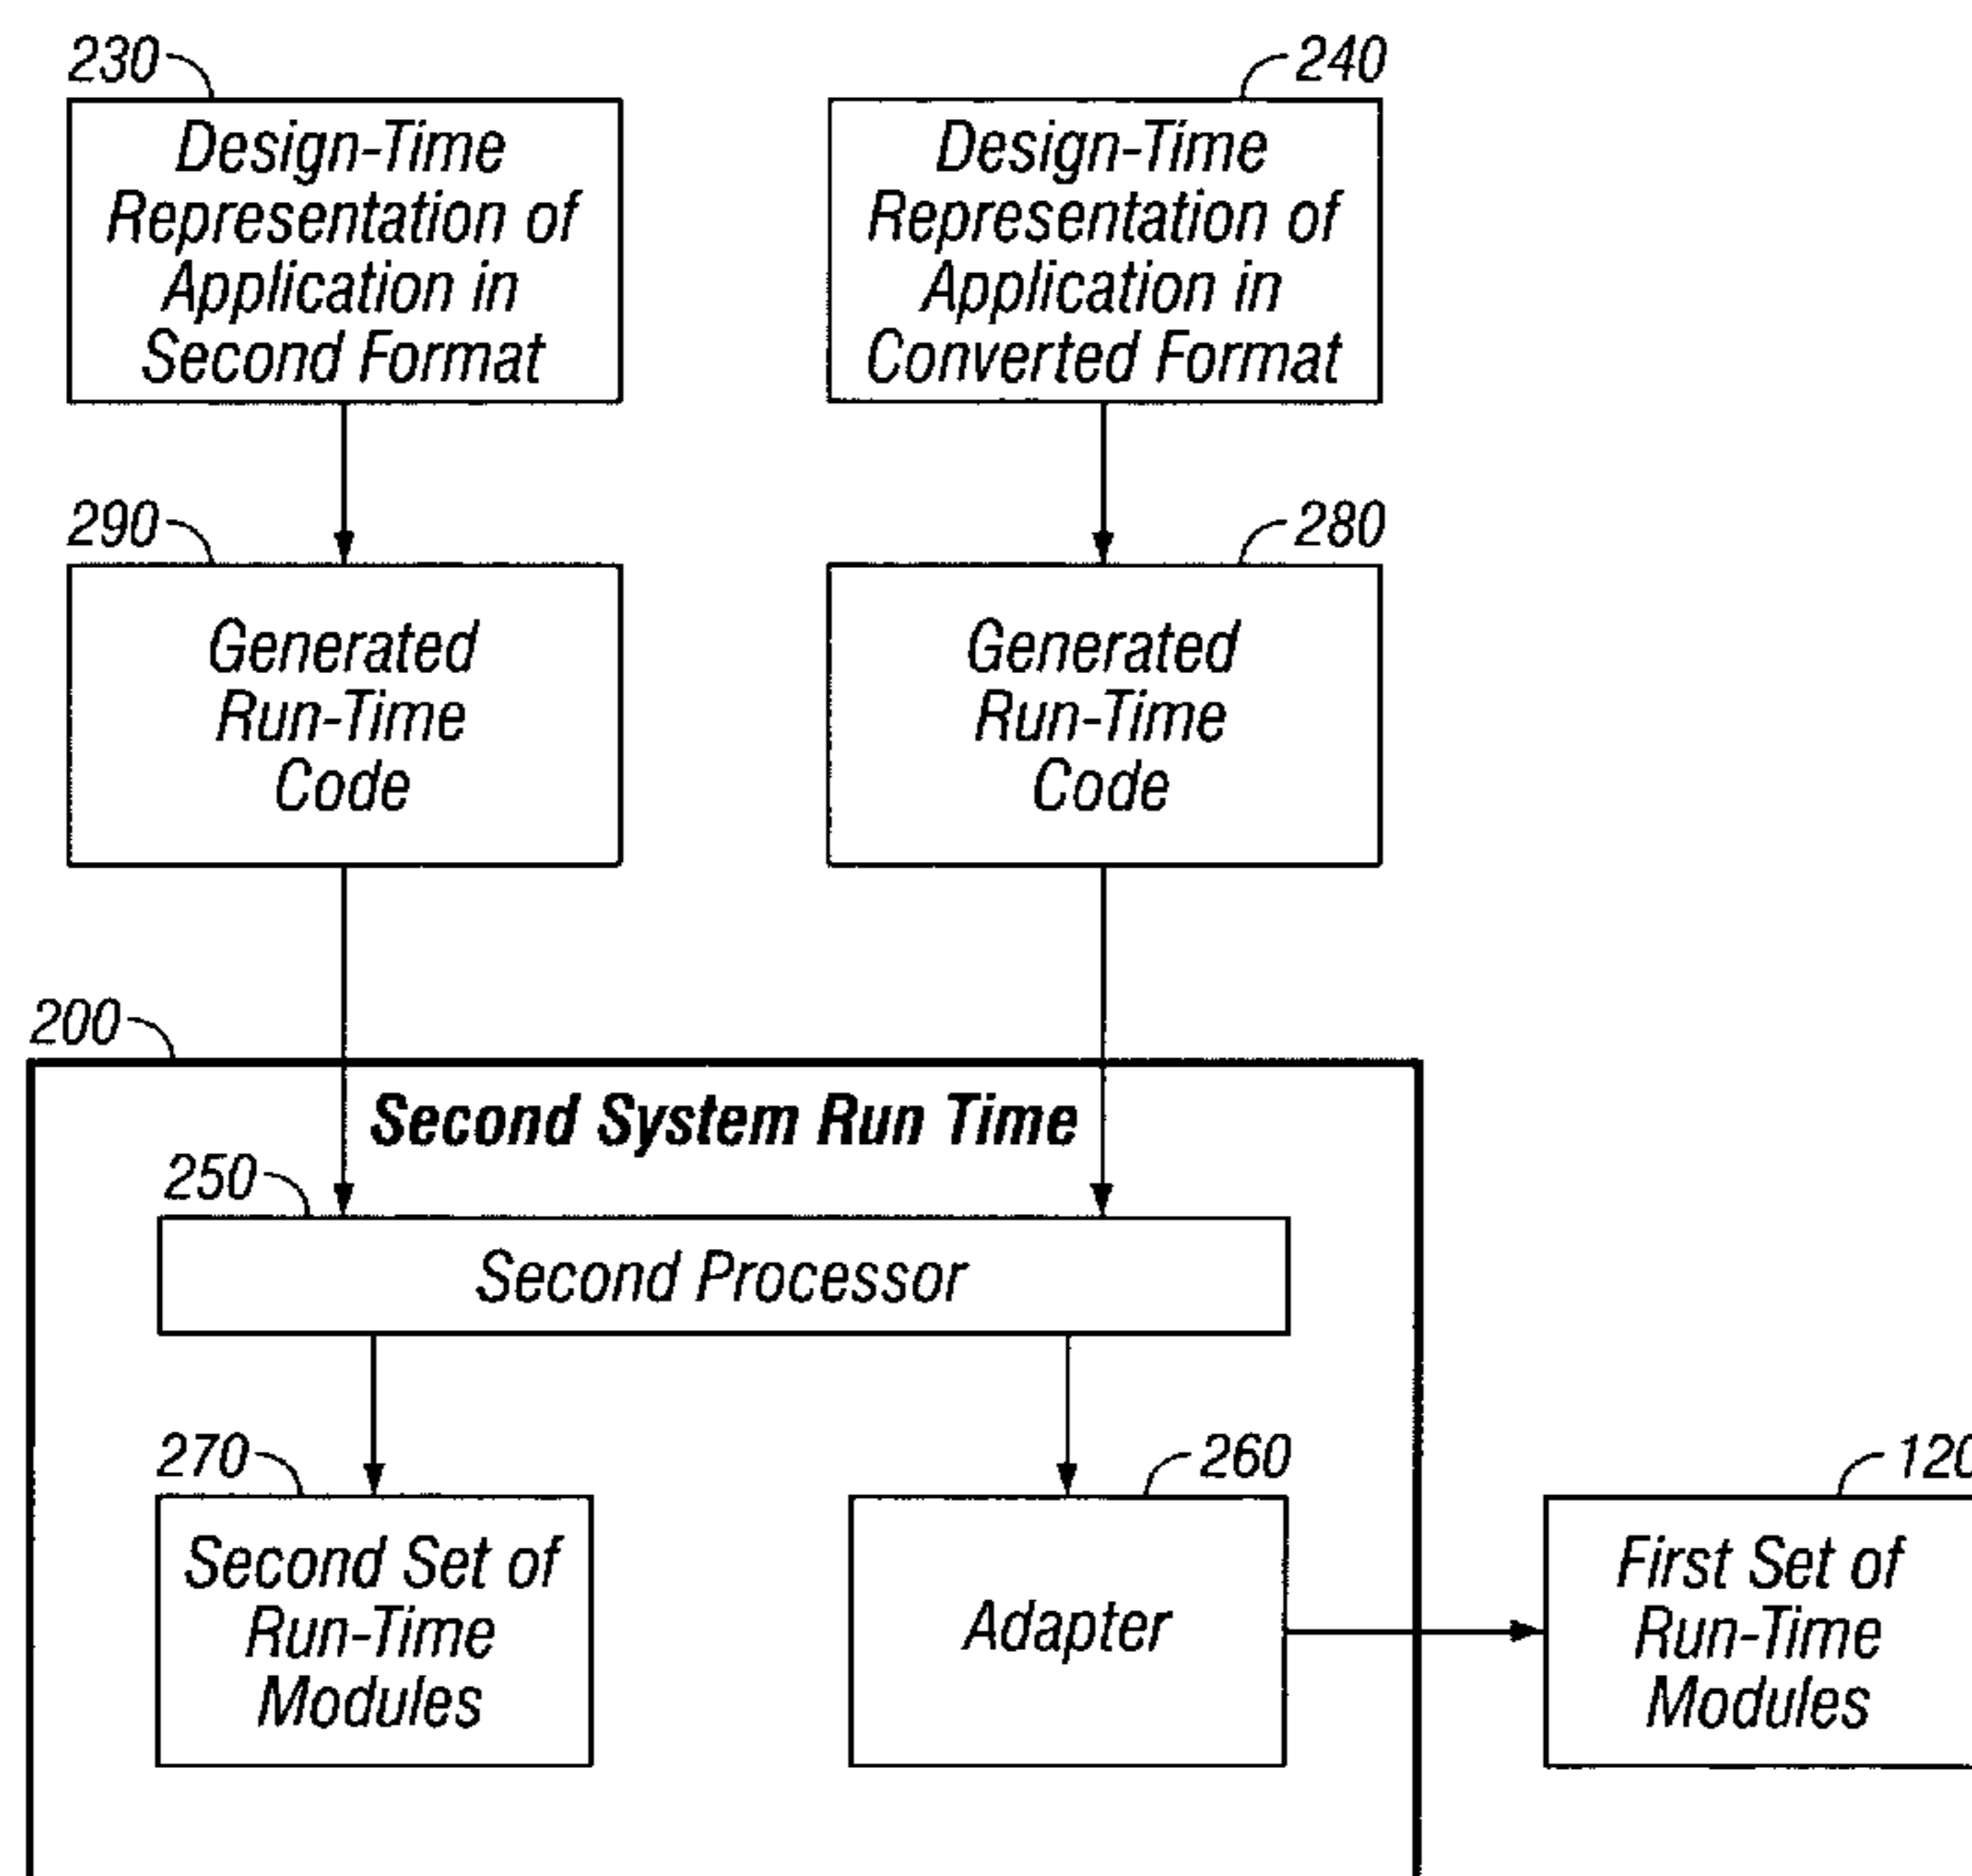 230
240
Design-Time
Representation of
Application in
Second Format
Design-Time
Representation of
Application in
Converted Format
290
280
Generated
Run-Time
Code
Generated
Run-Time
Code
200
Second System Run Time
250
Second Processor
270
260
120
Second Set of
Run-Time
Modules
Adapter
First Set of
Run-Time
Modules